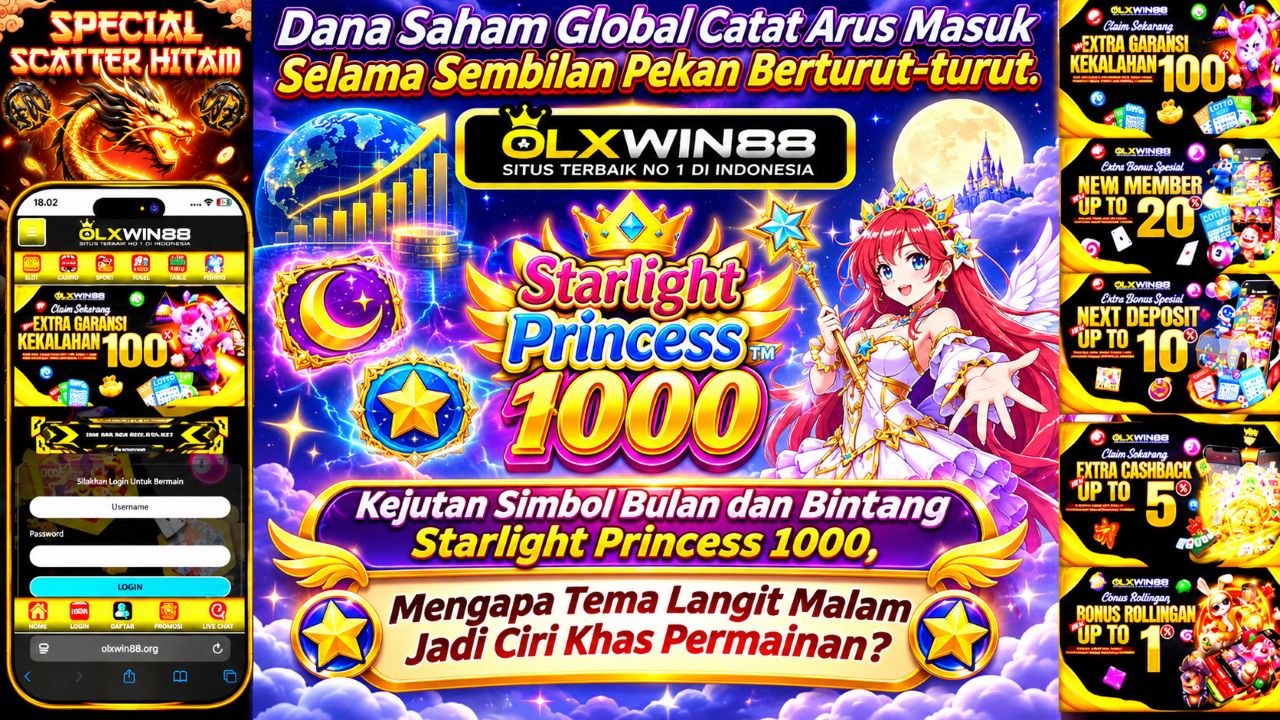 SPECIAL
SCATTER HITAM
18.02
OLXWIN88
SITUS TERBAIK NO 1 DI INDONESIA
SLOT
CASINO
SPORT
TOGEL
TABLE
FISHING
OLXWIN88
Claim Sekarang
EXTRA GARANSI
KEKALAHAN 100%
Silahkan Login Untuk Bermain
Username
Password
LOGIN
HOME
LOGIN
DAFTAR
PROMOSI
LIVE CHAT
olxwin88.org
Dana Saham Global Catat Arus Masuk
Selama Sembilan Pekan Berturut-turut.
OLXWIN88
SITUS TERBAIK NO 1 DI INDONESIA
Starlight
Princess™
1000
Kejutan Simbol Bulan dan Bintang
Starlight Princess 1000,
Mengapa Tema Langit Malam
Jadi Ciri Khas Permainan?
OLXWIN88
Claim Sekarang
EXTRA GARANSI
KEKALAHAN 100%
OLXWIN88
Extra Bonus Spesial
NEW MEMBER
UP TO 20%
OLXWIN88
Extra Bonus Spesial
NEXT DEPOSIT
UP TO 10%
OLXWIN88
Claim Sekarang
EXTRA CASHBACK
UP TO 5%
OLXWIN88
Bonus Rollingan
BONUS ROLLINGAN
UP TO 1%